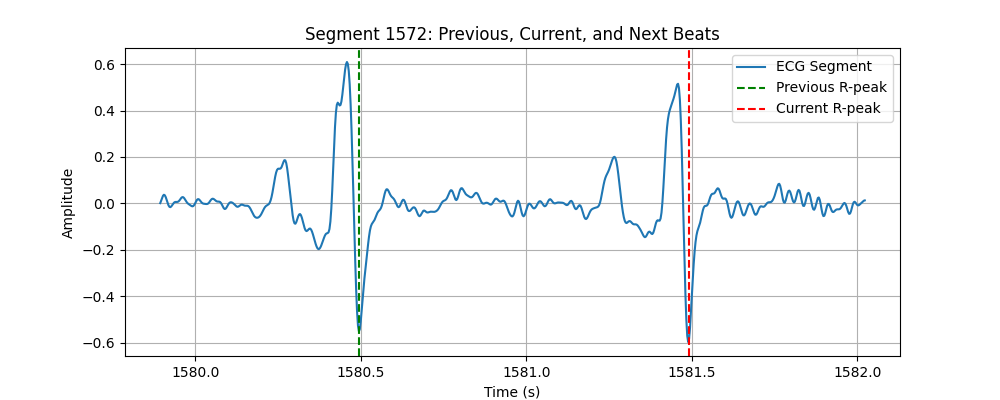 Segment 1572: Previous, Current, and Next Beats
ECG Segment
Previous R-peak
Current R-peak
Amplitude
0.6
0.4
0.2
0.0
−0.2
−0.4
−0.6
1580.0 1580.5 1581.0 1581.5 1582.0
Time (s)